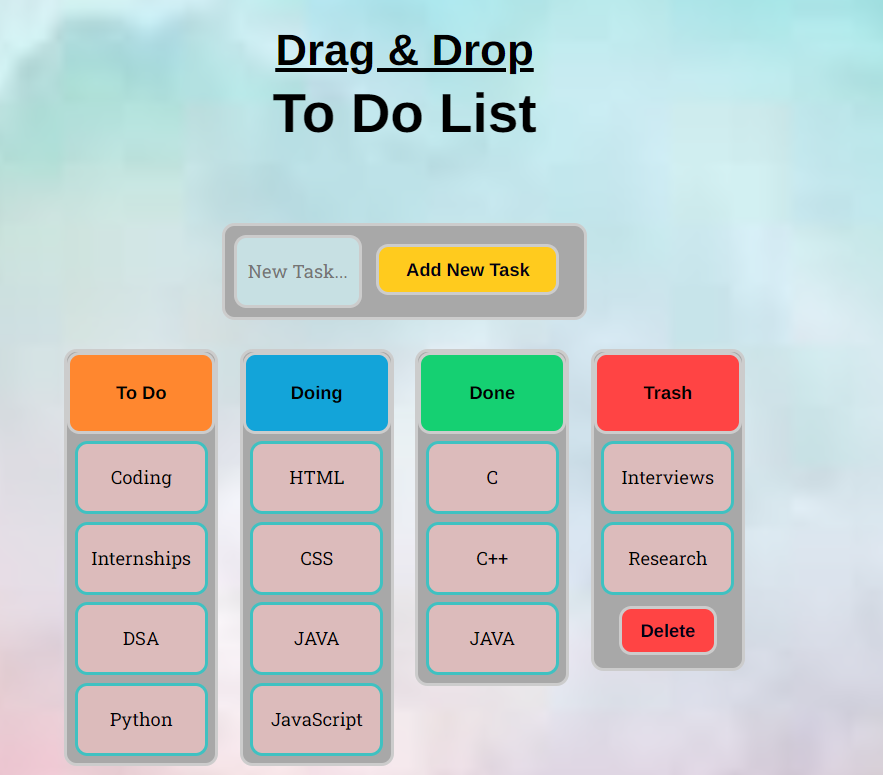 Drag & Drop
To Do List
New Task...
Add New Task
To Do
Coding
Internships
DSA
Python
Doing
HTML
CSS
JAVA
JavaScript
Done
C
C++
JAVA
Trash
Interviews
Research
Delete